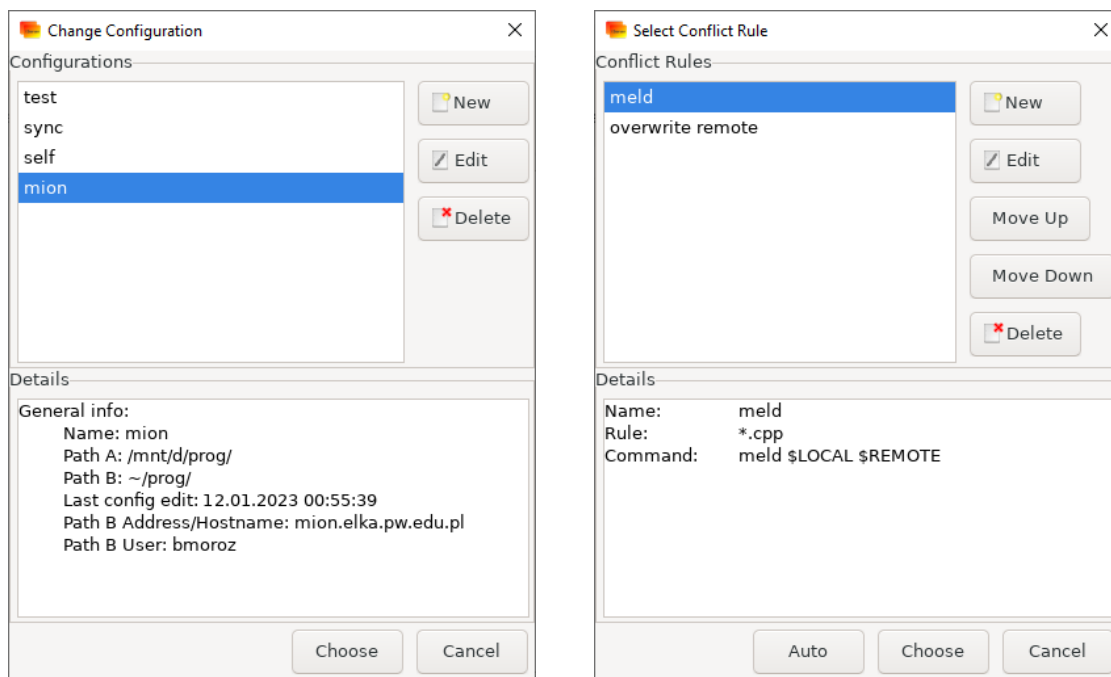 Change Configuration
Configurations
test
sync
self
mion
New
Edit
Delete
Details
General info:
Name: mion
Path A: /mnt/d/prog/
Path B: ~/prog/
Last config edit: 12.01.2023 00:55:39
Path B Address/Hostname: mion.elka.pw.edu.pl
Path B User: bmoroz
Choose
Cancel
Select Conflict Rule
Conflict Rules
meld
overwrite remote
New
Edit
Move Up
Move Down
Delete
Details
Name: meld
Rule: *.cpp
Command: meld $LOCAL $REMOTE
Auto
Choose
Cancel